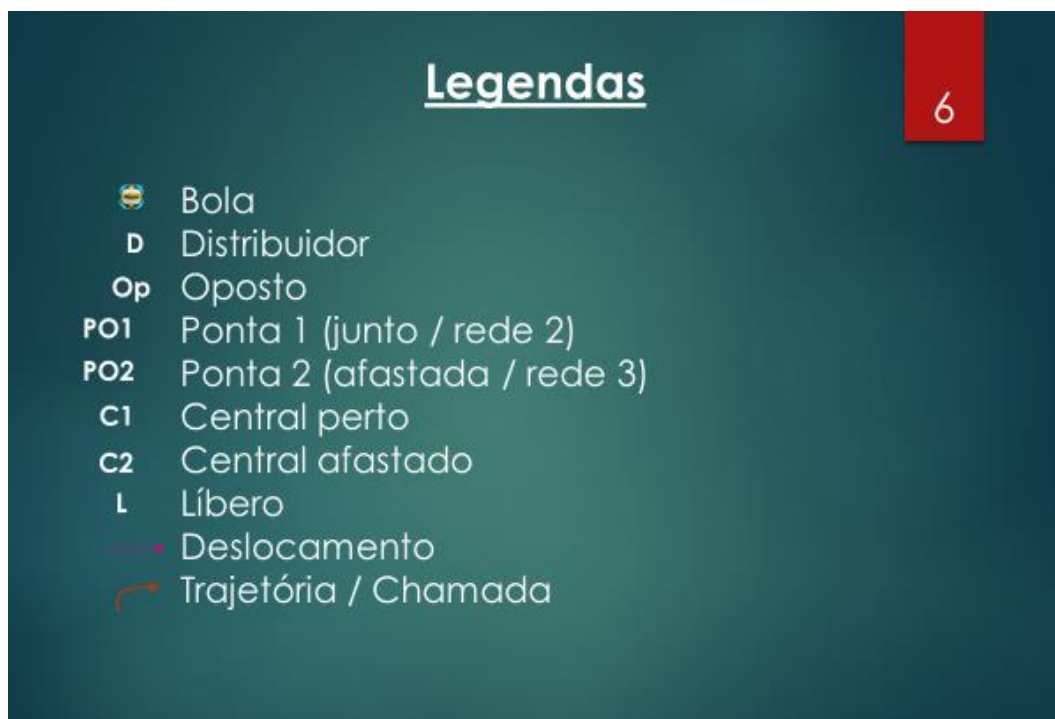 Legendas
6
Bola
D Distribuidor
Op Oposto
PO1 Ponta 1 (junto / rede 2)
PO2 Ponta 2 (afastada / rede 3)
C1 Central perto
C2 Central afastado
L Líbero
Deslocamento
Trajetória / Chamada